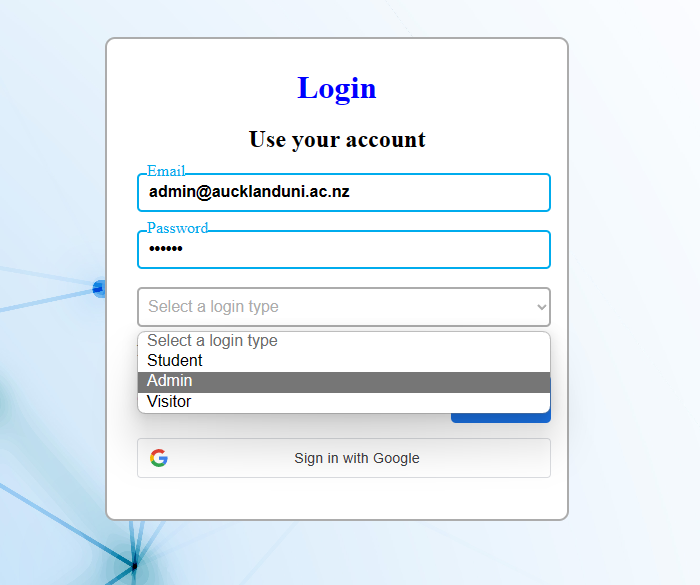 Login
Use your account
Email
admin@aucklanduni.ac.nz
Password
••••••
Select a login type
Select a login type
Student
Admin
Visitor
Sign in with Google